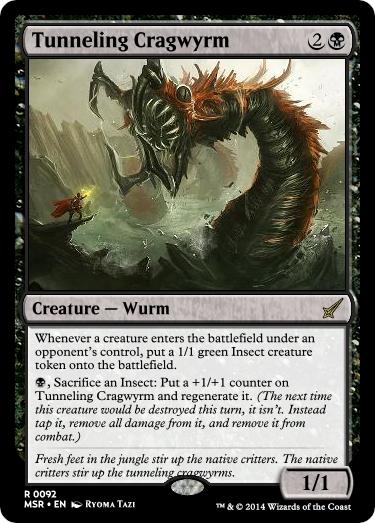 Tunneling Cragwyrm 2
Creature — Wurm
Whenever a creature enters the battlefield under an
opponent's control, put a 1/1 green Insect creature
token onto the battlefield.
, Sacrifice an Insect: Put a +1/+1 counter on
Tunneling Cragwyrm and regenerate it. (The next time
this creature would be destroyed this turn, it isn't. Instead
tap it, remove all damage from it, and remove it from
combat.)
Fresh feet in the jungle stir up the native critters. The native
critters stir up the tunneling cragwyrms.
1/1
R 0092
MSR • EN Ryoma Tazi
™ & © 2014 Wizards of the Coast